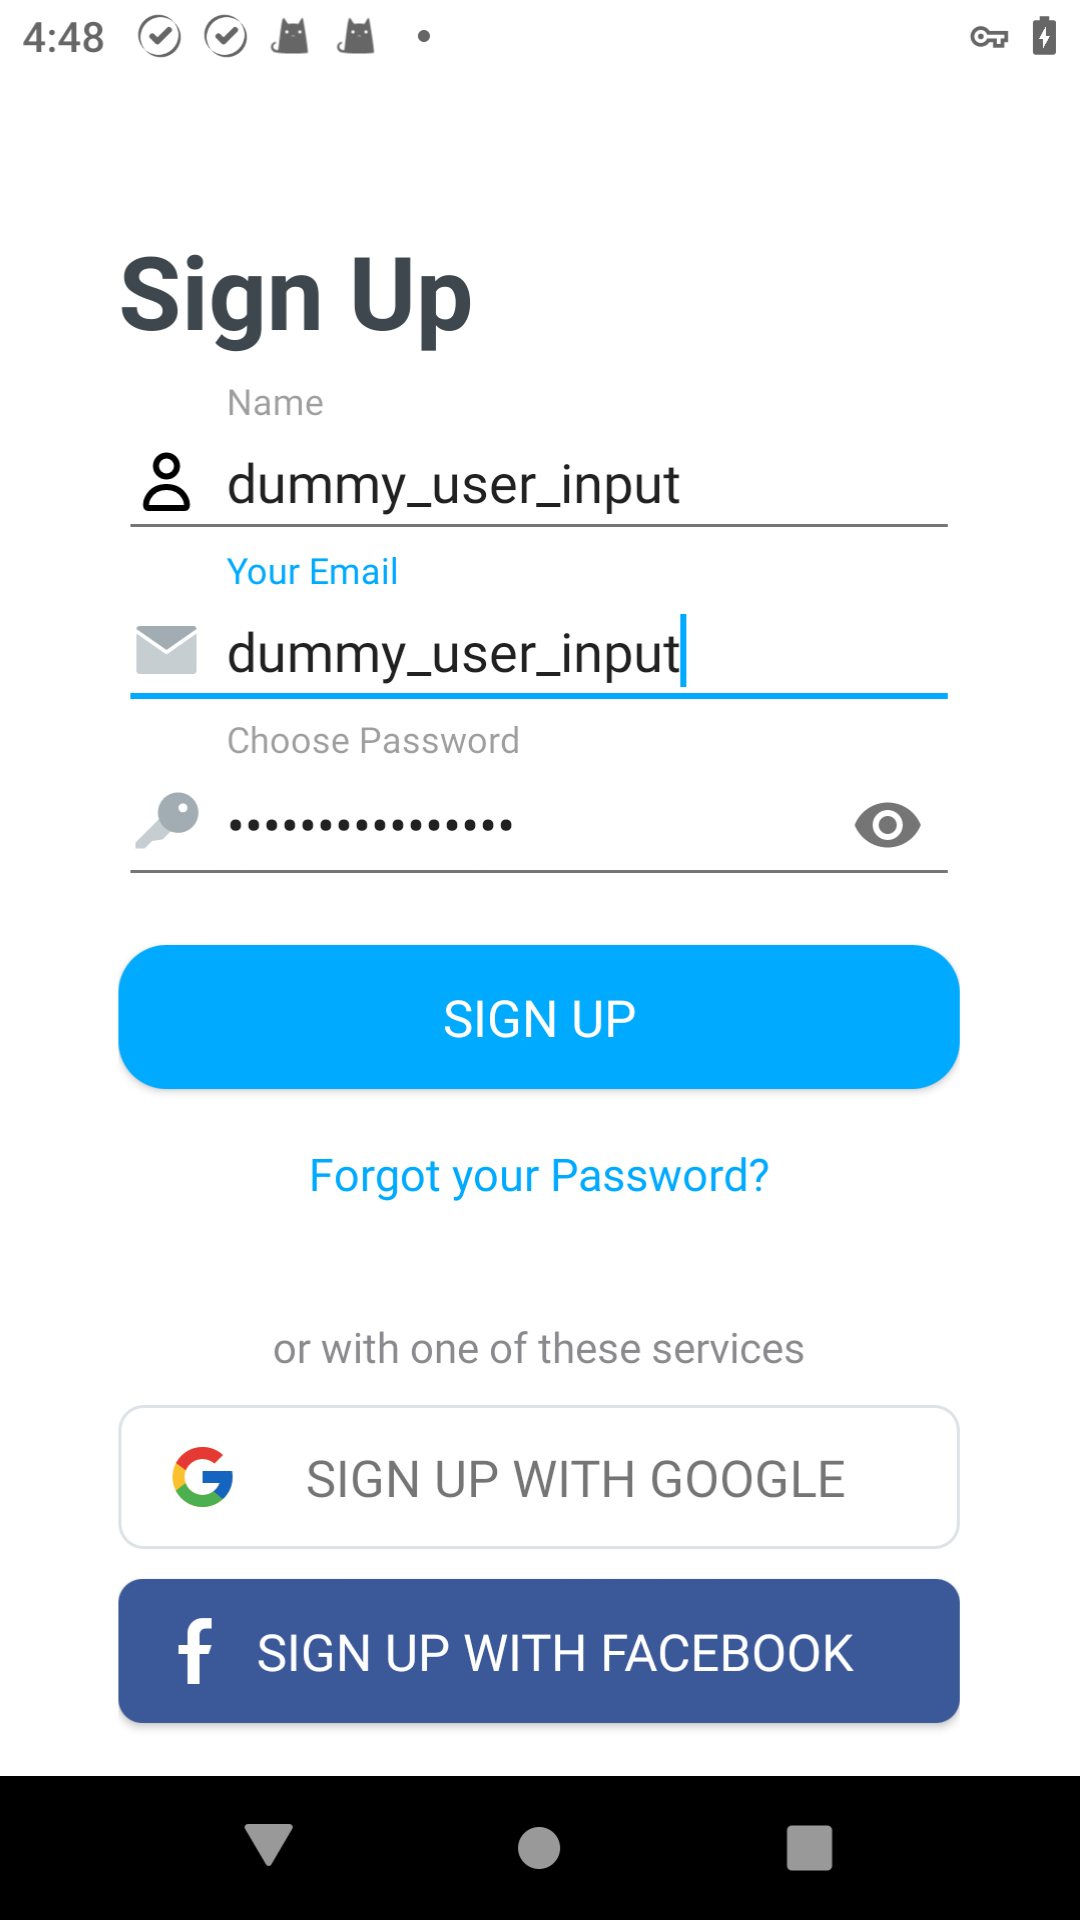 4:48
Sign Up
Name
dummy_user_input
Your Email
dummy_user_input
Choose Password
••••••••••••••••
SIGN UP
Forgot your Password?
or with one of these services
SIGN UP WITH GOOGLE
SIGN UP WITH FACEBOOK